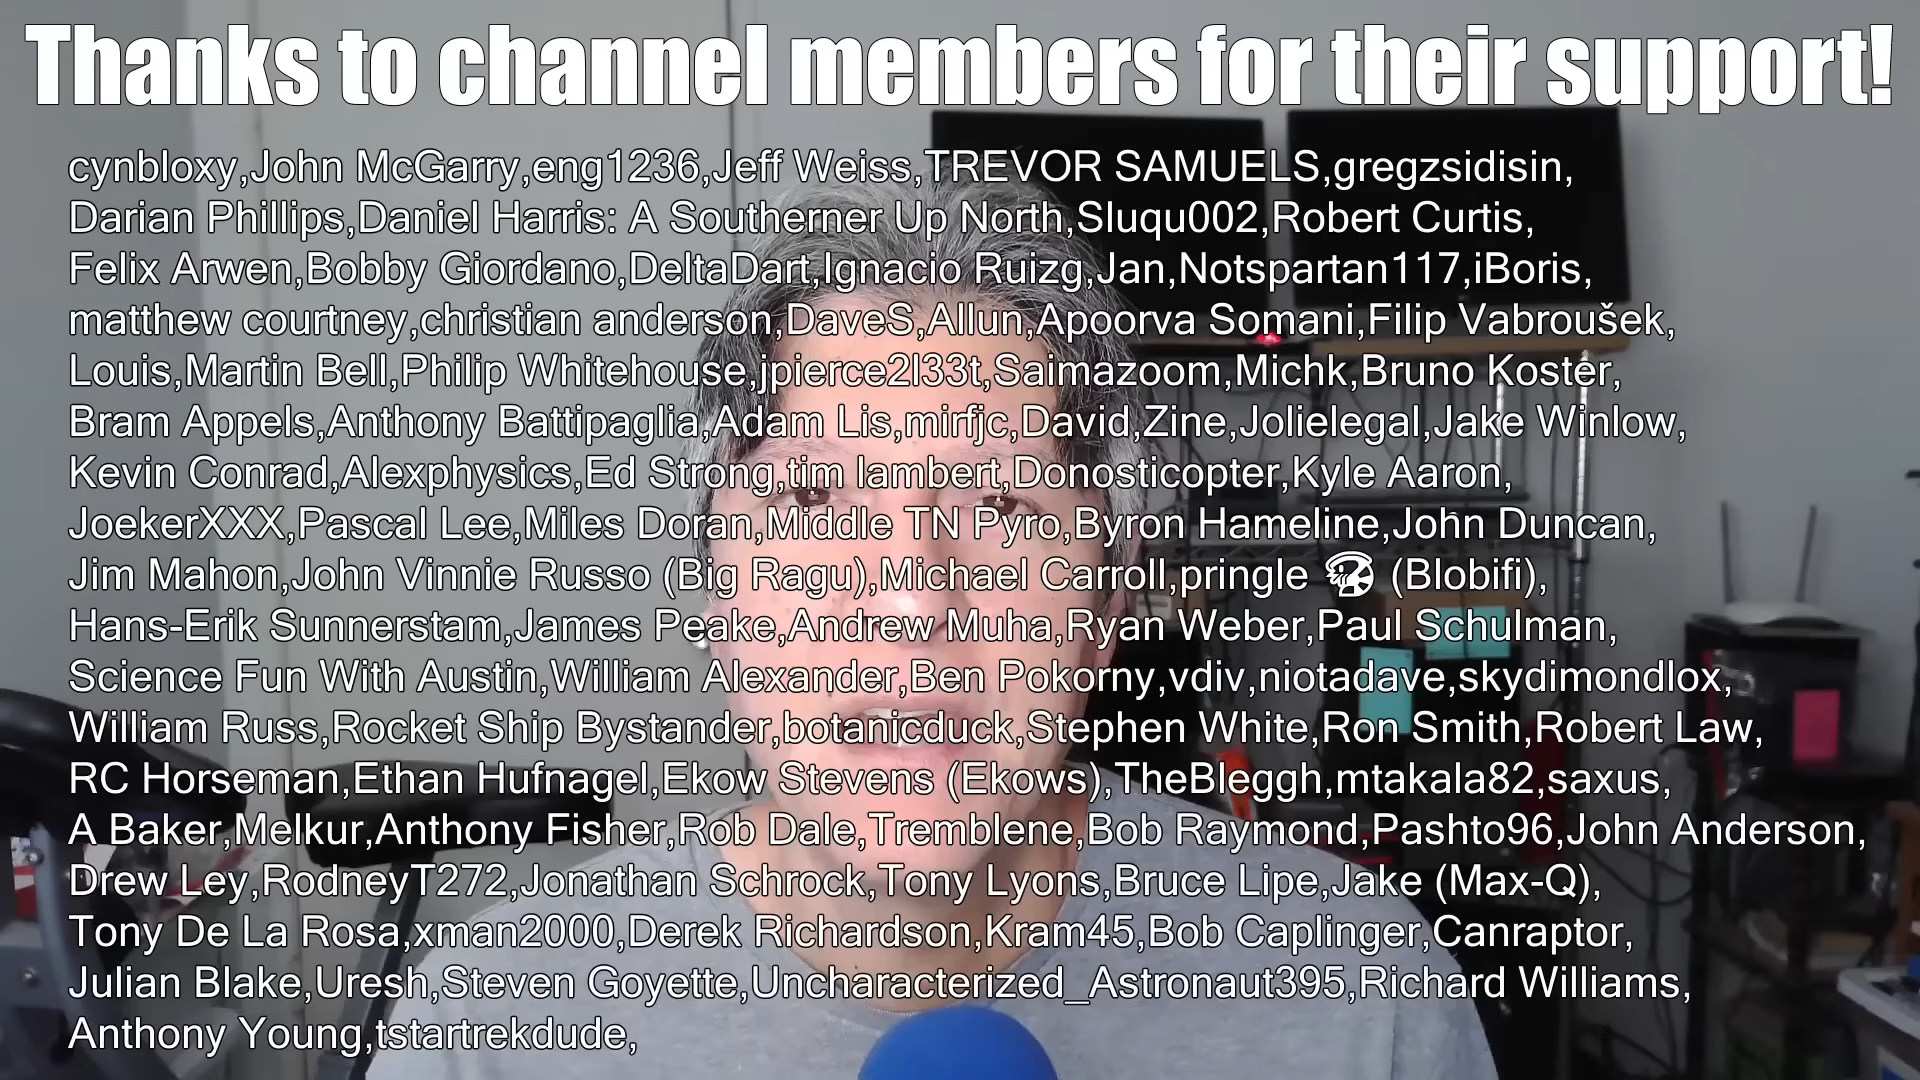 Thanks to channel members for their support!
cynbloxy,John McGarry,eng1236,Jeff Weiss,TREVOR SAMUELS,gregzsidisin,
Darian Phillips,Daniel Harris: A Southerner Up North,Sluqu002,Robert Curtis,
Felix Arwen,Bobby Giordano,DeltaDart,Ignacio Ruizg,Jan,Notspartan117,iBoris,
matthew courtney,christian anderson,DaveS,Allun,Apoorva Somani,Filip Vabroušek,
Louis,Martin Bell,Philip Whitehouse,jpierce2l33t,Saimazoom,Michk,Bruno Koster,
Bram Appels,Anthony Battipaglia,Adam Lis,mirfjc,David,Zine,Jolielegal,Jake Winlow,
Kevin Conrad,Alexphysics,Ed Strong,tim lambert,Donosticopter,Kyle Aaron,
JoekerXXX,Pascal Lee,Miles Doran,Middle TN Pyro,Byron Hameline,John Duncan,
Jim Mahon,John Vinnie Russo (Big Ragu),Michael Carroll,pringle (Blobifi),
Hans-Erik Sunnerstam,James Peake,Andrew Muha,Ryan Weber,Paul Schulman,
Science Fun With Austin,William Alexander,Ben Pokorny,vdiv,niotadave,skydimondlox,
William Russ,Rocket Ship Bystander,botanicduck,Stephen White,Ron Smith,Robert Law,
RC Horseman,Ethan Hufnagel,Ekow Stevens (Ekows),TheBleggh,mtakala82,saxus,
A Baker,Melkur,Anthony Fisher,Rob Dale,Tremblene,Bob Raymond,Pashto96,John Anderson,
Drew Ley,RodneyT272,Jonathan Schrock,Tony Lyons,Bruce Lipe,Jake (Max-Q),
Tony De La Rosa,xman2000,Derek Richardson,Kram45,Bob Caplinger,Canraptor,
Julian Blake,Uresh,Steven Goyette,Uncharacterized_Astronaut395,Richard Williams,
Anthony Young,tstartrekdude,